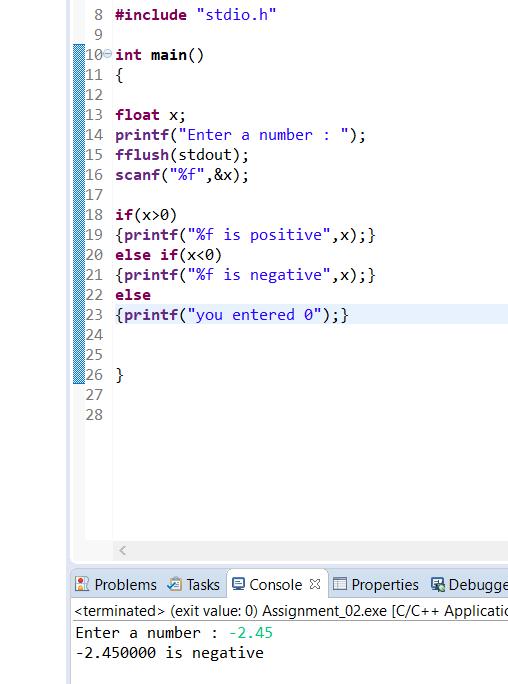 8 #include "stdio.h"
9
10 int main()
11 {
12
13 float x;
14 printf("Enter a number : ");
15 fflush(stdout);
16 scanf("%f",&x);
17
18 if(x>0)
19 {printf("%f is positive",x);}
20 else if(x<0)
21 {printf("%f is negative",x);}
22 else
23 {printf("you entered 0");}
24
25
26 }
27
28
Problems Tasks Console Properties Debugge
<terminated> (exit value: 0) Assignment_02.exe [C/C++ Applicatio
Enter a number : -2.45
-2.450000 is negative